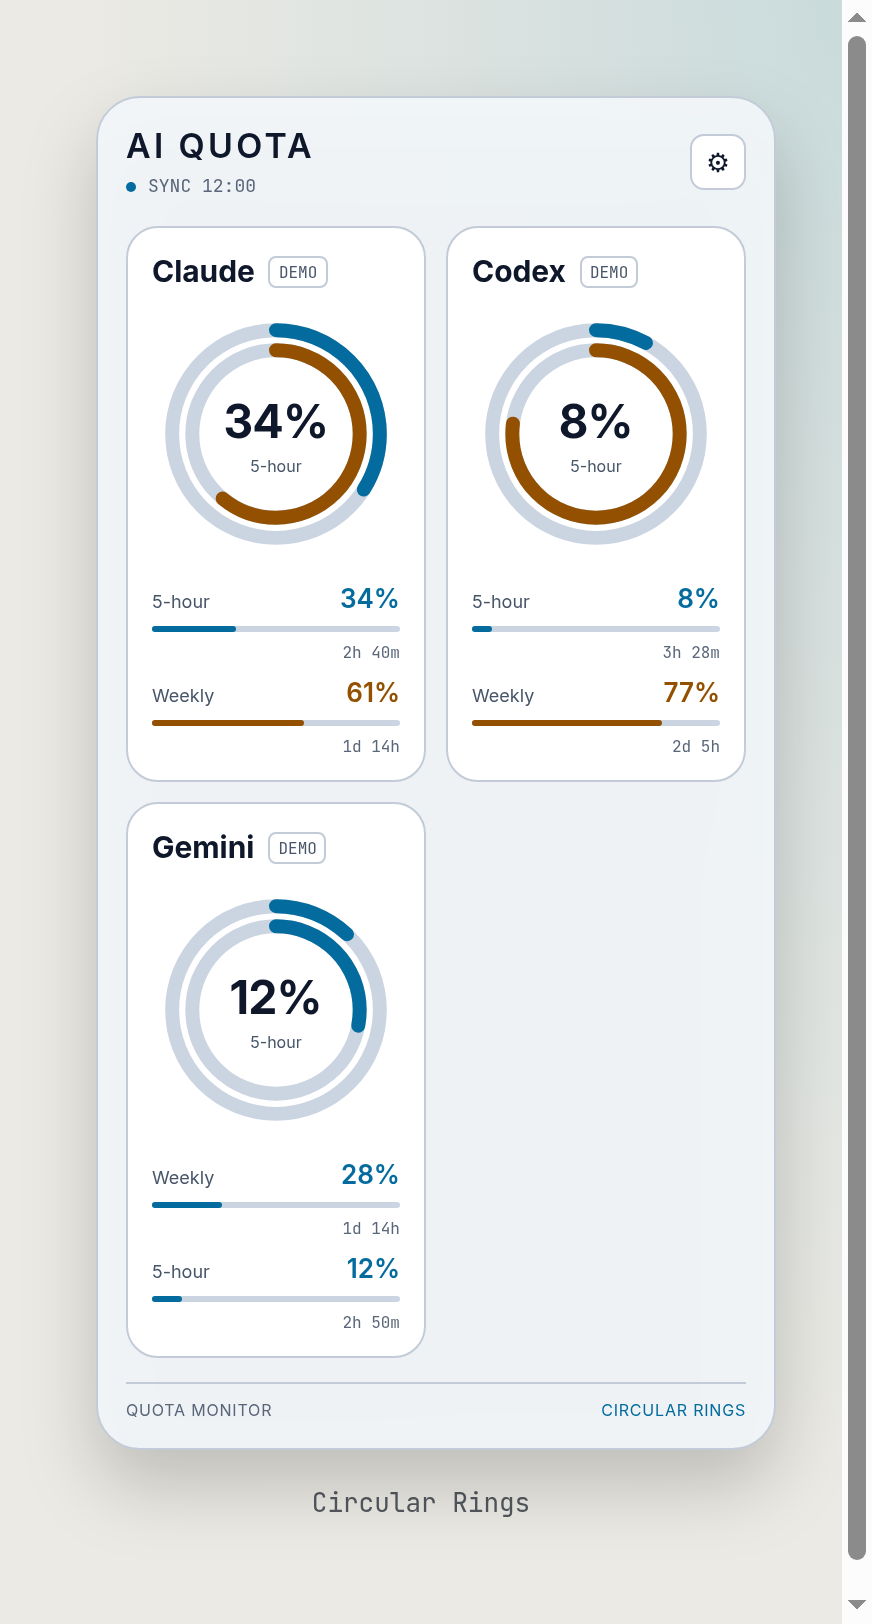 AI QUOTA
SYNC 12:00
Claude DEMO
34%
5-hour
5-hour 34%
2h 40m
Weekly 61%
1d 14h
Codex DEMO
8%
5-hour
5-hour 8%
3h 28m
Weekly 77%
2d 5h
Gemini DEMO
12%
5-hour
Weekly 28%
1d 14h
5-hour 12%
2h 50m
QUOTA MONITOR CIRCULAR RINGS
Circular Rings